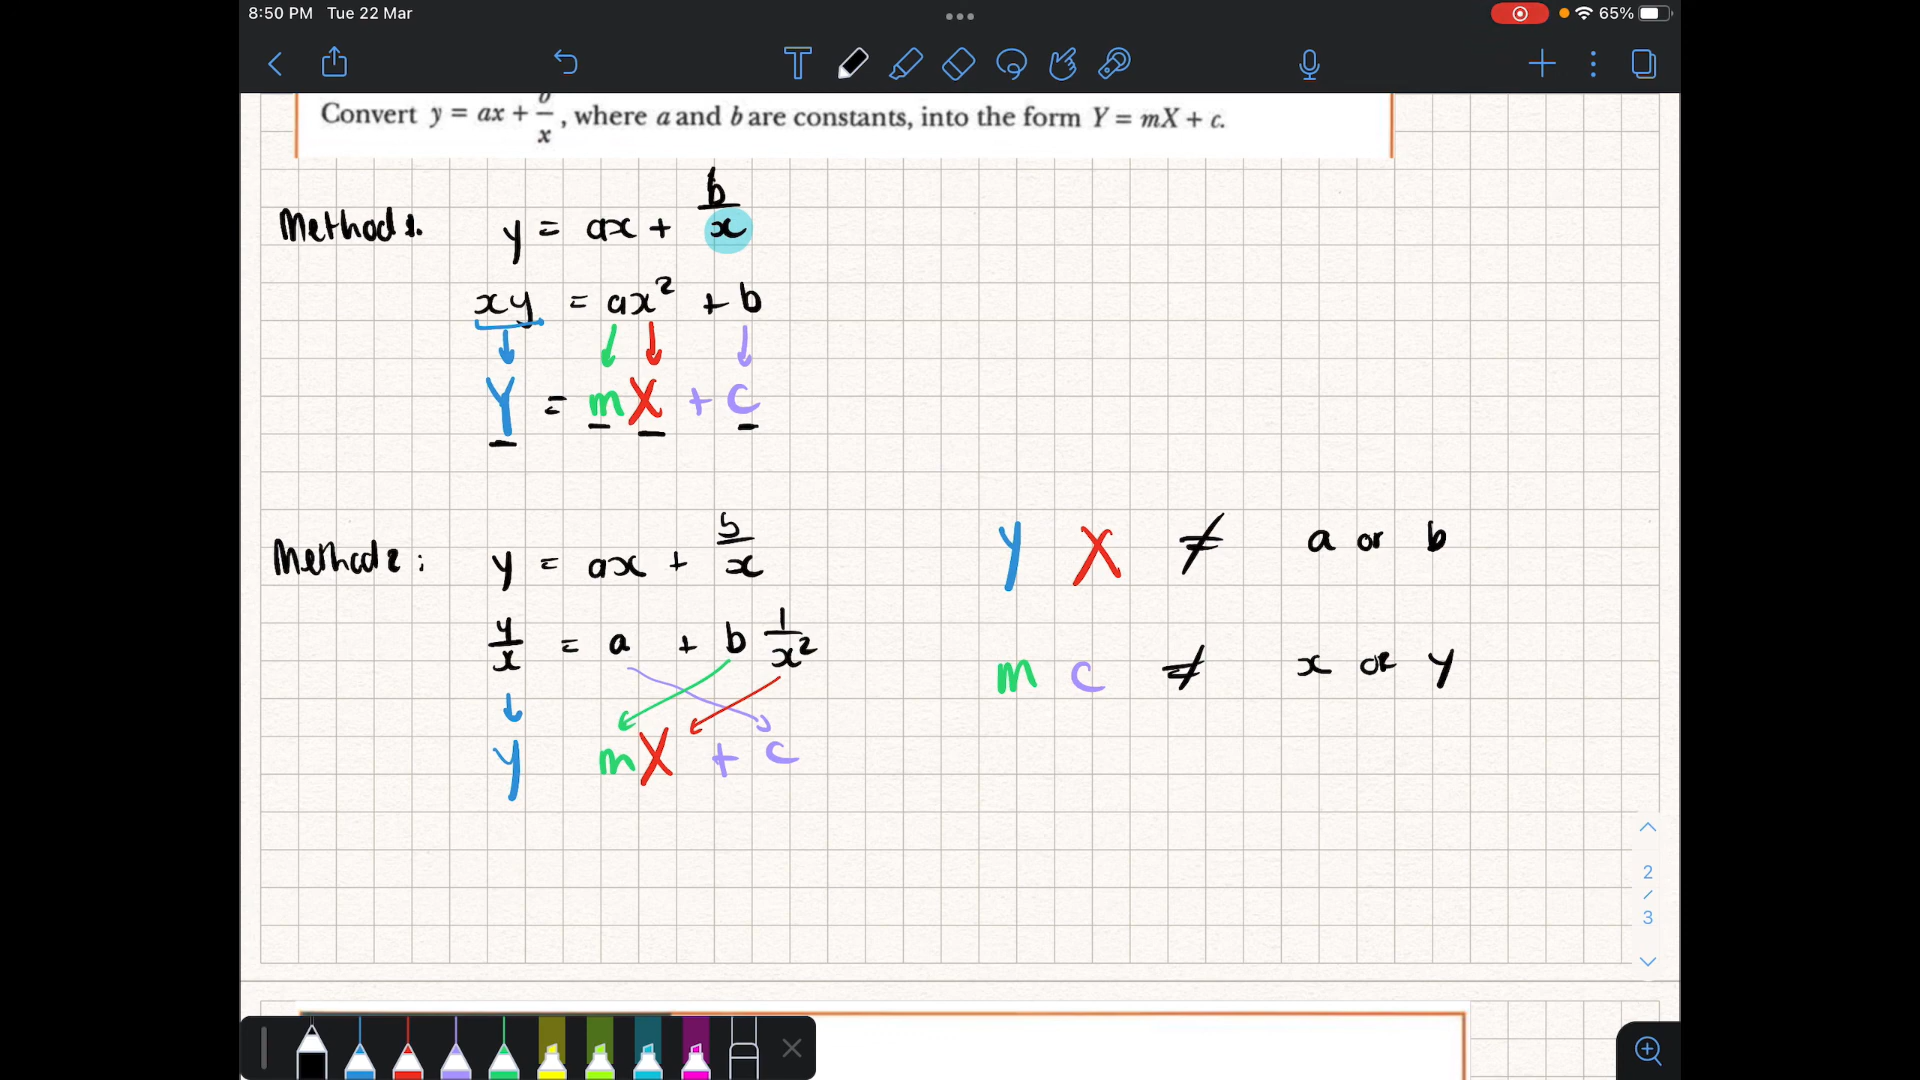 8:50 PM Tue 22 Mar
65%
Convert y = ax + b/x, where a and b are constants, into the form Y = mX + c.
Method 1. y = ax + b/x
xy = ax² + b
Y = mX + c
Method 2: y = ax + b/x
y/x = a + b 1/x²
y mX + c
y X ≠ a or b
m c ≠ x or y
2
/
3